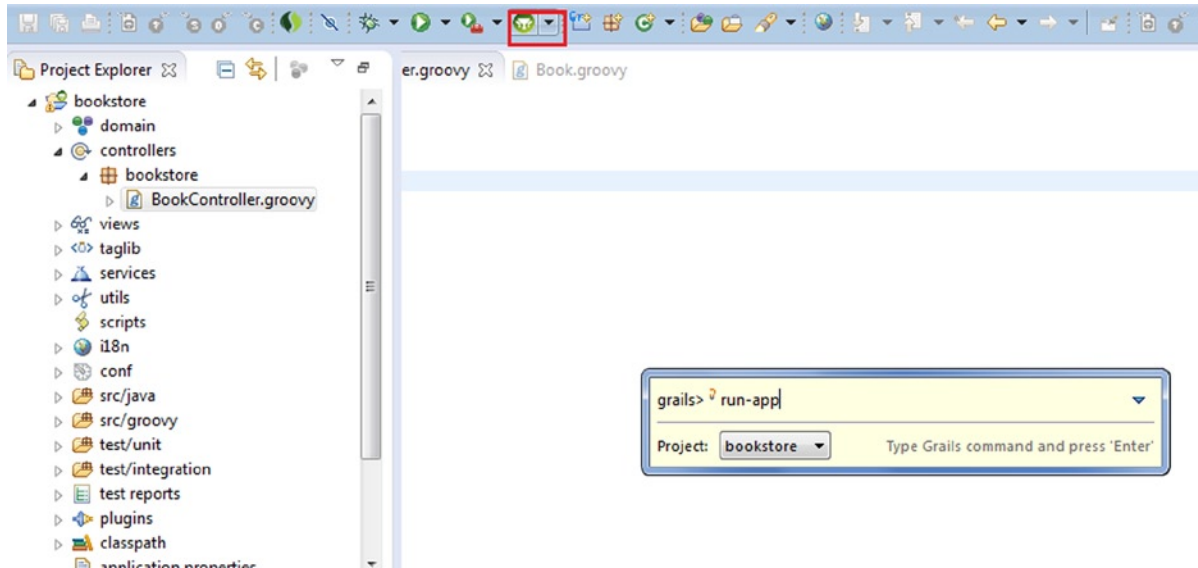 Project Explorer
er.groovy
Book.groovy
bookstore
domain
controllers
bookstore
BookController.groovy
views
taglib
services
utils
scripts
i18n
conf
src/java
src/groovy
test/unit
test/integration
test reports
plugins
classpath
application.properties
grails> run-app
Project: bookstore Type Grails command and press 'Enter'